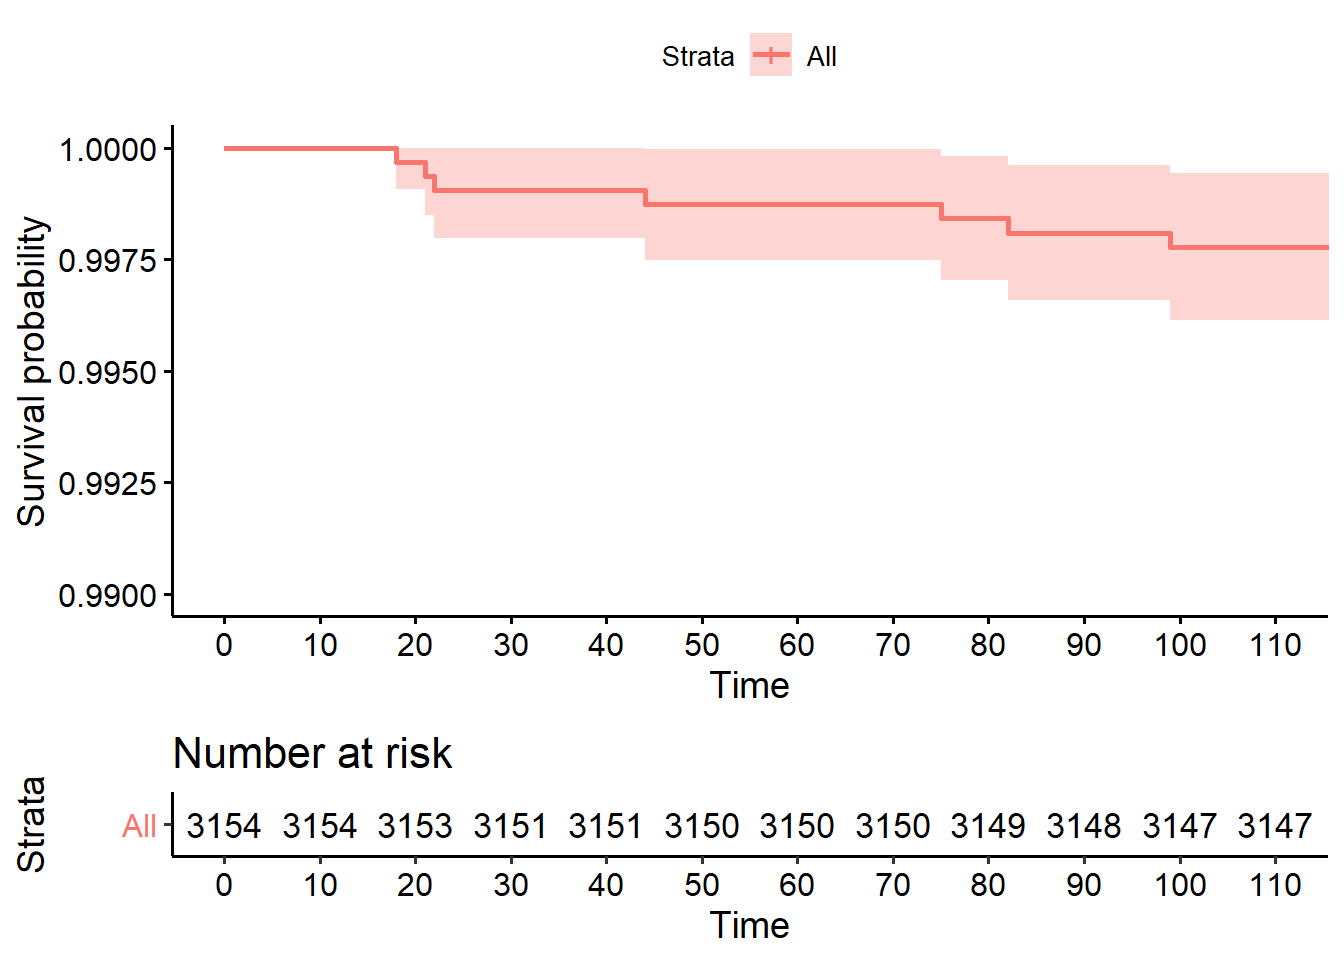 Strata All
Survival probability
1.0000
0.9975
0.9950
0.9925
0.9900
0 10 20 30 40 50 60 70 80 90 100 110
Time
Number at risk
Strata
All 3154 3154 3153 3151 3151 3150 3150 3150 3149 3148 3147 3147
0 10 20 30 40 50 60 70 80 90 100 110
Time